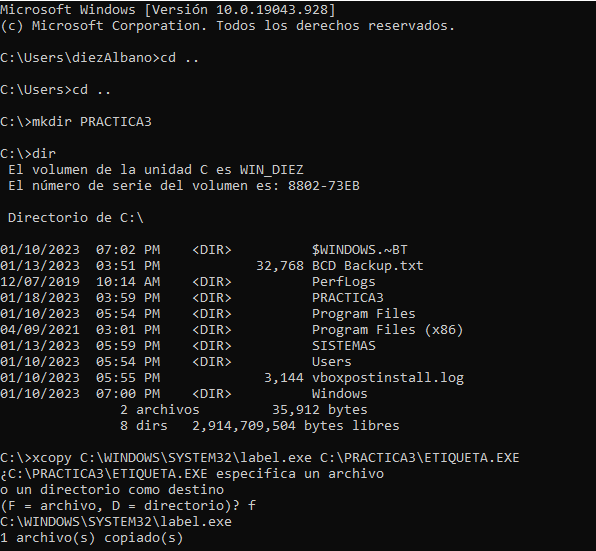 Microsoft Windows [Versión 10.0.19043.928]
(c) Microsoft Corporation. Todos los derechos reservados.
C:\Users\diezAlbano>cd ..
C:\Users>cd ..
C:\>mkdir PRACTICA3
C:\>dir
El volumen de la unidad C es WIN_DIEZ
El número de serie del volumen es: 8802-73EB
Directorio de C:\
01/10/2023  07:02 PM    <DIR>          $WINDOWS.~BT
01/13/2023  03:51 PM            32,768 BCD Backup.txt
12/07/2019  10:14 AM    <DIR>          PerfLogs
01/18/2023  03:59 PM    <DIR>          PRACTICA3
01/10/2023  05:54 PM    <DIR>          Program Files
04/09/2021  03:01 PM    <DIR>          Program Files (x86)
01/13/2023  05:59 PM    <DIR>          SISTEMAS
01/10/2023  05:54 PM    <DIR>          Users
01/10/2023  05:55 PM             3,144 vboxpostinstall.log
01/10/2023  07:00 PM    <DIR>          Windows
2 archivos         35,912 bytes
8 dirs   2,914,709,504 bytes libres
C:\>xcopy C:\WINDOWS\SYSTEM32\label.exe C:\PRACTICA3\ETIQUETA.EXE
¿C:\PRACTICA3\ETIQUETA.EXE especifica un archivo
o un directorio como destino
(F = archivo, D = directorio)? f
C:\WINDOWS\SYSTEM32\label.exe
1 archivo(s) copiado(s)